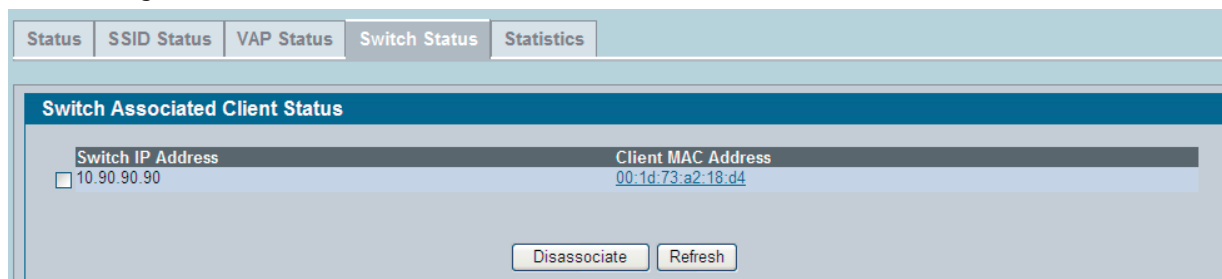 Status SSID Status VAP Status Switch Status Statistics
Switch Associated Client Status
Switch IP Address Client MAC Address
10.90.90.90 00:1d:73:a2:18:d4
Disassociate Refresh